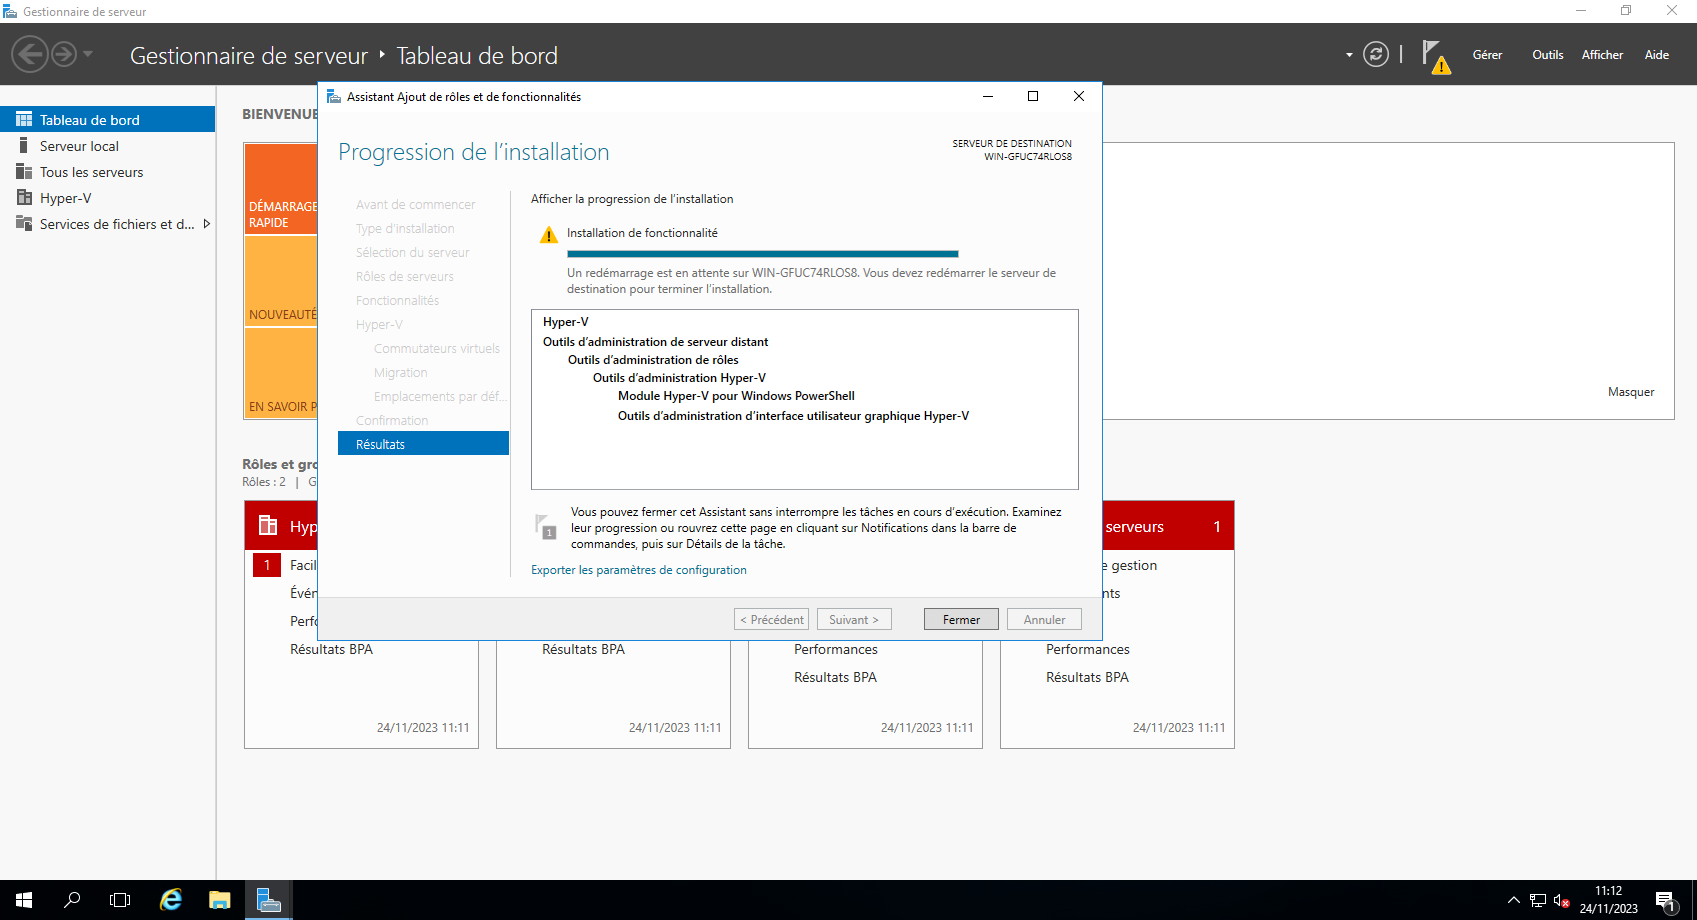 Gestionnaire de serveur
Gestionnaire de serveur ‣ Tableau de bord
Gérer
Outils
Afficher
Aide
Tableau de bord
Serveur local
Tous les serveurs
Hyper-V
Services de fichiers et d...
BIENVENUE
DÉMARRAGE
RAPIDE
NOUVEAUTÉ
EN SAVOIR P
Masquer
Rôles et gro
Rôles : 2 | G
Hyp
1
Facil
Évén
Perfo
Résultats BPA
24/11/2023 11:11
Résultats BPA
24/11/2023 11:11
Performances
Résultats BPA
24/11/2023 11:11
serveurs 1
e gestion
nts
Performances
Résultats BPA
24/11/2023 11:11
Assistant Ajout de rôles et de fonctionnalités
Progression de l'installation
SERVEUR DE DESTINATION
WIN-GFUC74RLOS8
Avant de commencer
Type d'installation
Sélection du serveur
Rôles de serveurs
Fonctionnalités
Hyper-V
Commutateurs virtuels
Migration
Emplacements par déf...
Confirmation
Résultats
Afficher la progression de l'installation
Installation de fonctionnalité
Un redémarrage est en attente sur WIN-GFUC74RLOS8. Vous devez redémarrer le serveur de
destination pour terminer l'installation.
Hyper-V
Outils d'administration de serveur distant
Outils d'administration de rôles
Outils d'administration Hyper-V
Module Hyper-V pour Windows PowerShell
Outils d'administration d'interface utilisateur graphique Hyper-V
1
Vous pouvez fermer cet Assistant sans interrompre les tâches en cours d'exécution. Examinez
leur progression ou rouvrez cette page en cliquant sur Notifications dans la barre de
commandes, puis sur Détails de la tâche.
Exporter les paramètres de configuration
< Précédent
Suivant >
Fermer
Annuler
11:12
24/11/2023
1